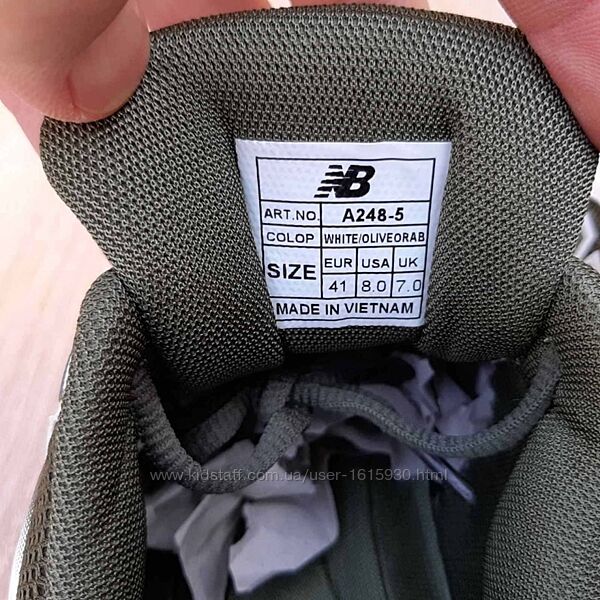 NB
ART.NO. A248-5
COLOP WHITE/OLIVEORAB
SIZE EUR USA UK
41 8.0 7.0
MADE IN VIETNAM
www.kidstaff.com.ua/user-1615930.html